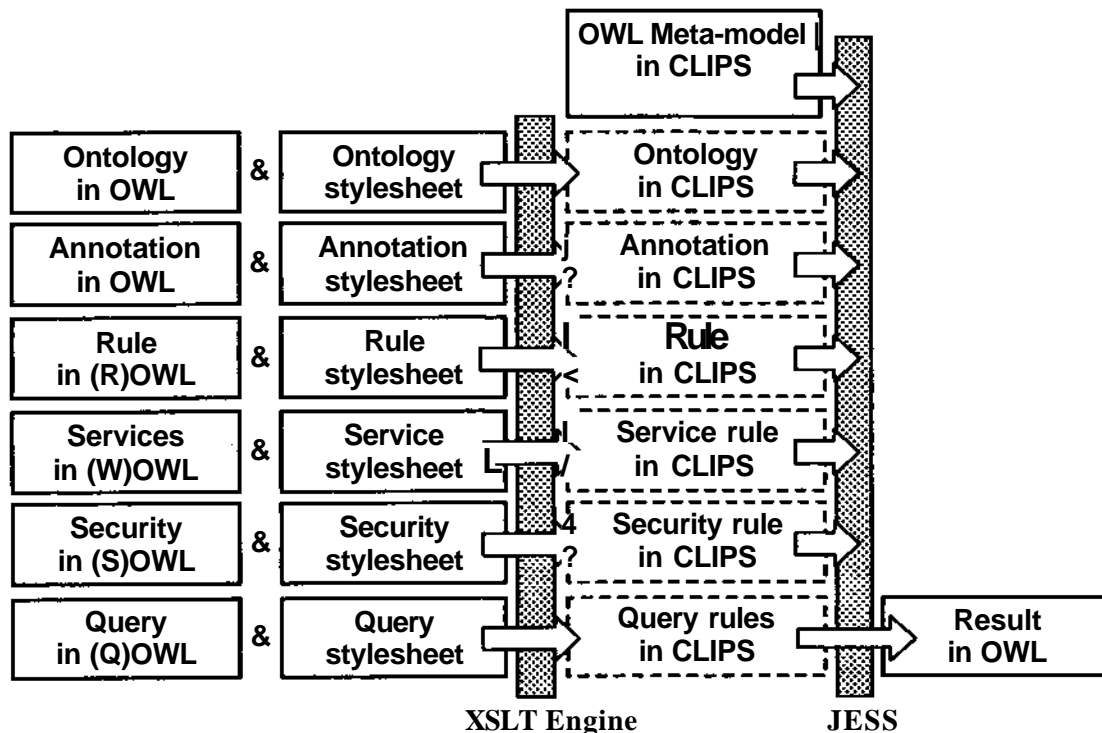 OWL Meta-model
in CLIPS
Ontology
in OWL
&
Ontology
stylesheet
Ontology
in CLIPS
Annotation
in OWL
&
Annotation
stylesheet
?
Annotation
in CLIPS
Rule
in (R)OWL
&
Rule
stylesheet
Rule
in CLIPS
Services
in (W)OWL
&
Service
stylesheet
Service rule
in CLIPS
Security
in (S)OWL
&
Security
stylesheet
4
?
Security rule
in CLIPS
Query
in (Q)OWL
&
Query
stylesheet
Query rules
in CLIPS
Result
in OWL
XSLT Engine
JESS